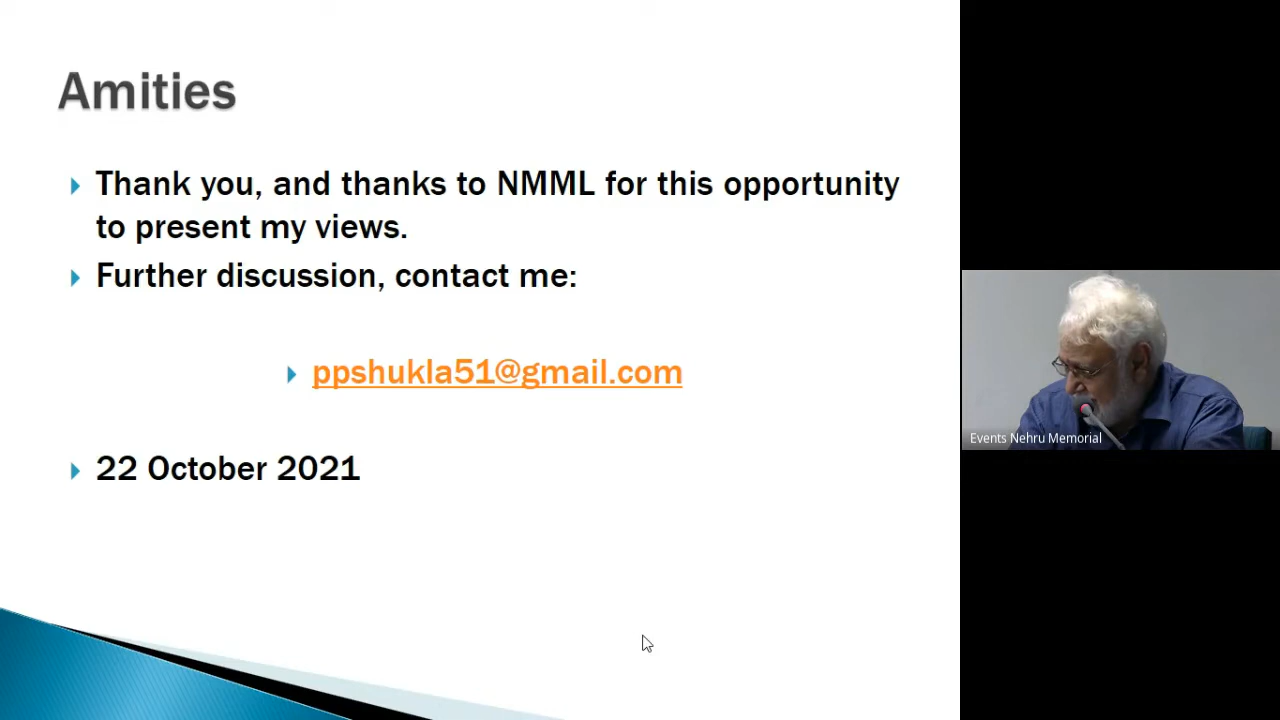 Amities
Thank you, and thanks to NMML for this opportunity
to present my views.
Further discussion, contact me:
ppshukla51@gmail.com
22 October 2021
Events Nehru Memorial